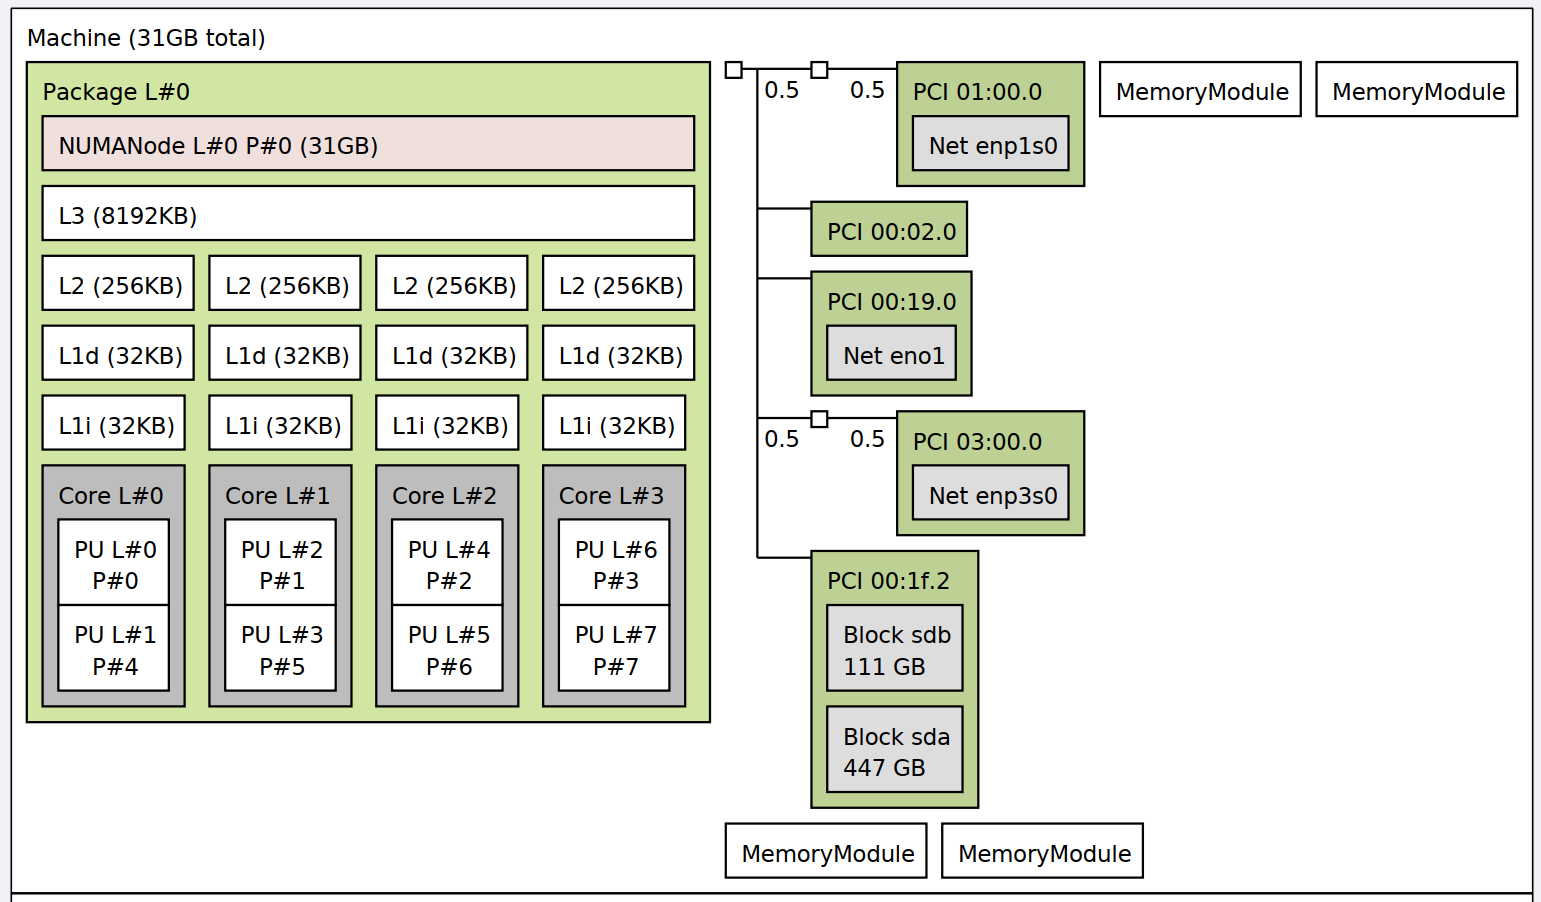 Machine (31GB total)
Package L#0
NUMANode L#0 P#0 (31GB)
L3 (8192KB)
L2 (256KB)
L2 (256KB)
L2 (256KB)
L2 (256KB)
L1d (32KB)
L1d (32KB)
L1d (32KB)
L1d (32KB)
L1i (32KB)
L1i (32KB)
L1i (32KB)
L1i (32KB)
Core L#0
PU L#0
P#0
PU L#1
P#4
Core L#1
PU L#2
P#1
PU L#3
P#5
Core L#2
PU L#4
P#2
PU L#5
P#6
Core L#3
PU L#6
P#3
PU L#7
P#7
0.5
0.5
PCI 01:00.0
Net enp1s0
PCI 00:02.0
PCI 00:19.0
Net eno1
0.5
0.5
PCI 03:00.0
Net enp3s0
PCI 00:1f.2
Block sdb
111 GB
Block sda
447 GB
MemoryModule
MemoryModule
MemoryModule
MemoryModule